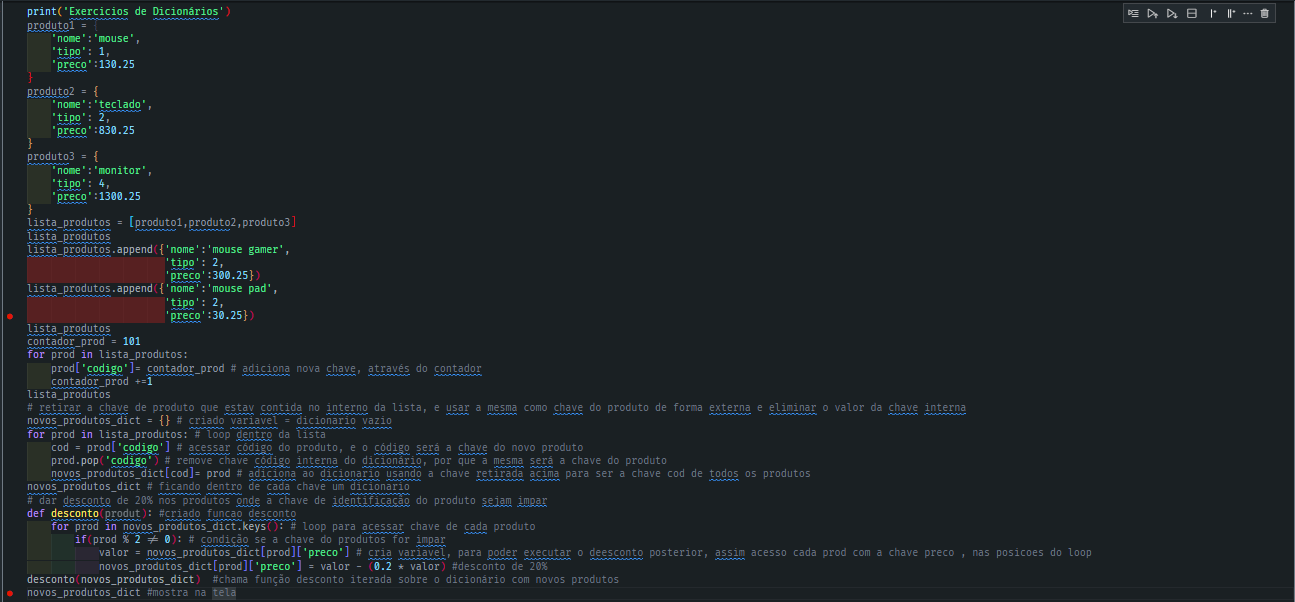 print('Exercicios de Dicionários')
produto1 = {
    'nome':'mouse',
    'tipo': 1,
    'preco':130.25
}
produto2 = {
    'nome':'teclado',
    'tipo': 2,
    'preco':830.25
}
produto3 = {
    'nome':'monitor',
    'tipo': 4,
    'preco':1300.25
}
lista_produtos = [produto1,produto2,produto3]
lista_produtos
lista_produtos.append({'nome':'mouse gamer',
                       'tipo': 2,
                       'preco':300.25})
lista_produtos.append({'nome':'mouse pad',
                       'tipo': 2,
                       'preco':30.25})
lista_produtos
contador_prod = 101
for prod in lista_produtos:
    prod['codigo']= contador_prod # adiciona nova chave, através do contador
    contador_prod +=1
lista_produtos
# retirar a chave de produto que estav contida no interno da lista, e usar a mesma como chave do produto de forma externa e eliminar o valor da chave interna
novos_produtos_dict = {} # criado variavel = dicionario vazio
for prod in lista_produtos: # loop dentro da lista
    cod = prod['codigo'] # acessar código do produto, e o código será a chave do novo produto
    prod.pop('codigo') # remove chave código interna do dicionário, por que a mesma será a chave do produto
    novos_produtos_dict[cod]= prod # adiciona ao dicionario usando a chave retirada acima para ser a chave cod de todos os produtos
novos_produtos_dict # ficando dentro de cada chave um dicionario
# dar desconto de 20% nos produtos onde a chave de identificação do produto sejam impar
def desconto(produt): #criado funcao desconto
    for prod in novos_produtos_dict.keys(): # loop para acessar chave de cada produto
        if(prod % 2 ≠ 0): # condição se a chave do produtos for impar
            valor = novos_produtos_dict[prod]['preco'] # cria variavel, para poder executar o deesconto posterior, assim acesso cada prod com a chave preco , nas posicoes do loop
            novos_produtos_dict[prod]['preco'] = valor - (0.2 * valor) #desconto de 20%
desconto(novos_produtos_dict)  #chama função desconto iterada sobre o dicionário com novos produtos
novos_produtos_dict #mostra na tela